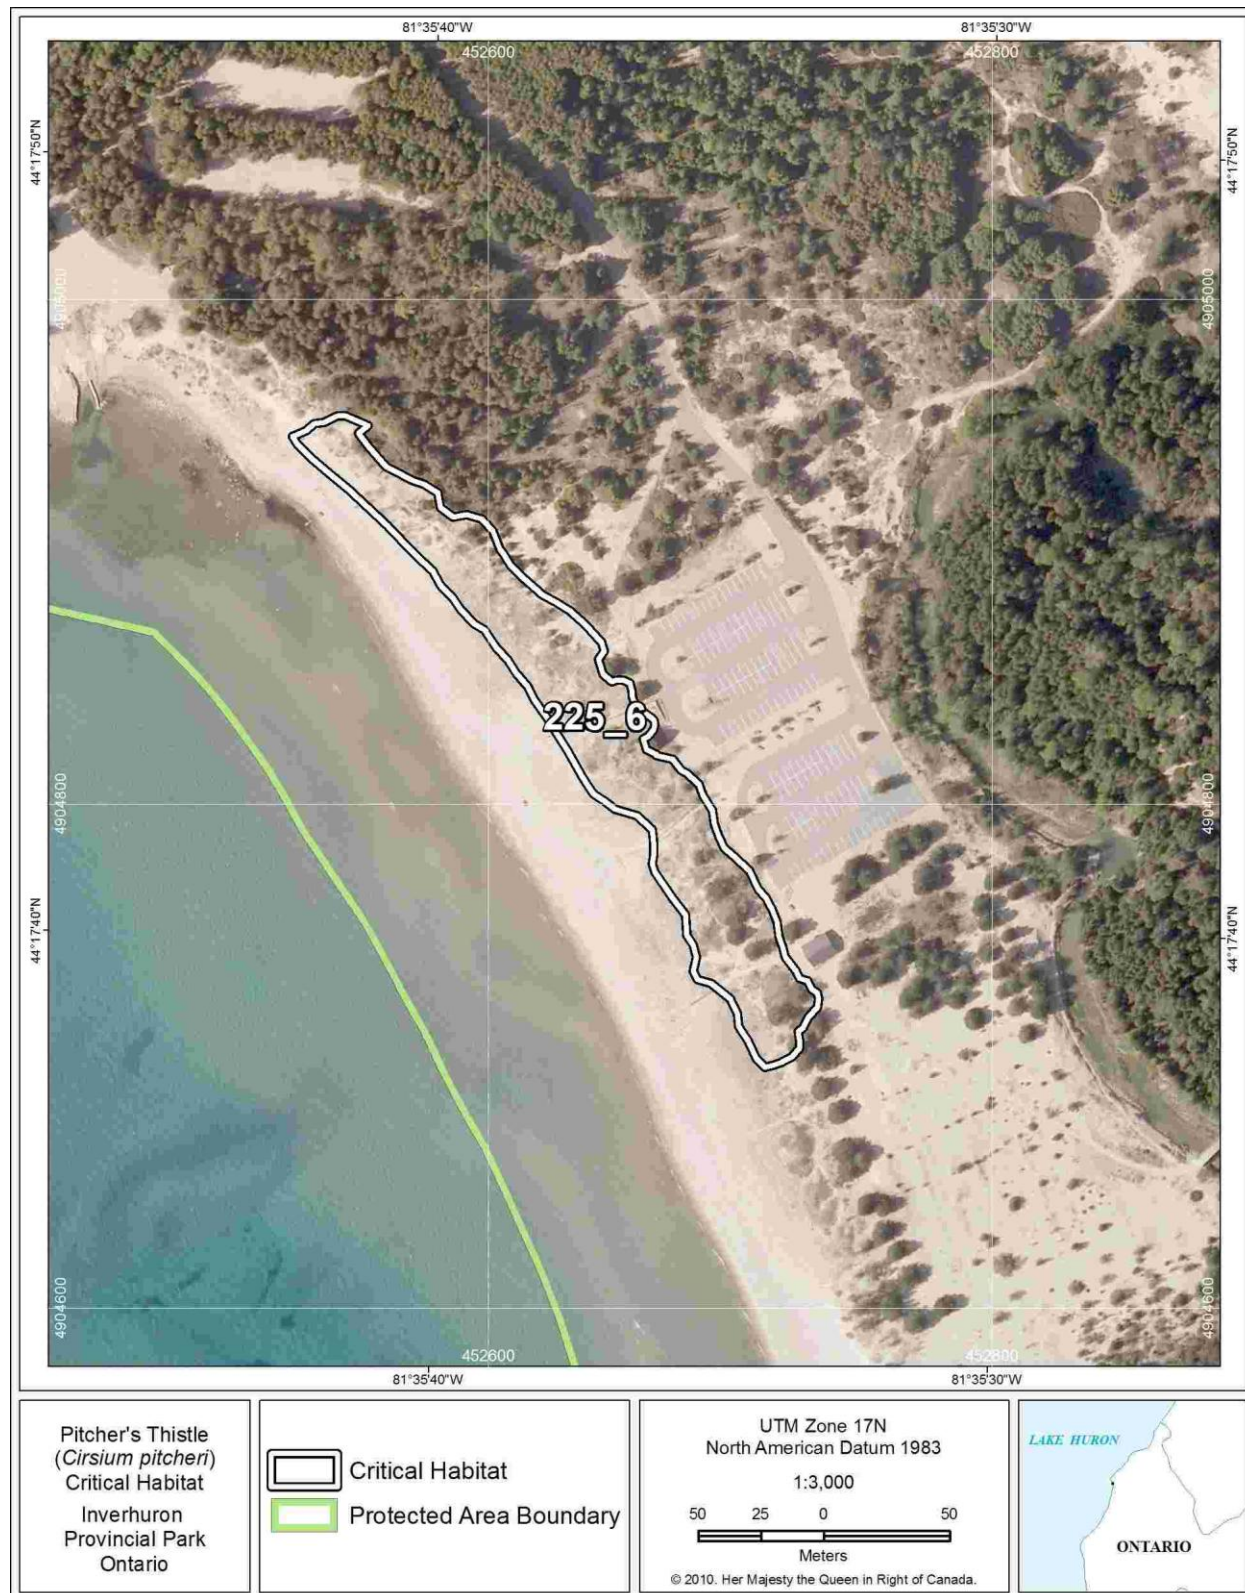 81°35'40"W
81°35'30"W
452600
452800
44°17'50"N
44°17'50"N
4905000
4905000
225_6
4904800
4904800
44°17'40"N
44°17'40"N
4904600
4904600
452600
452800
81°35'40"W
81°35'30"W
Pitcher's Thistle
(Cirsium pitcheri)
Critical Habitat
Inverhuron
Provincial Park
Ontario
Critical Habitat
Protected Area Boundary
UTM Zone 17N
North American Datum 1983
1:3,000
50 25 0 50
Meters
© 2010. Her Majesty the Queen in Right of Canada.
LAKE HURON
ONTARIO